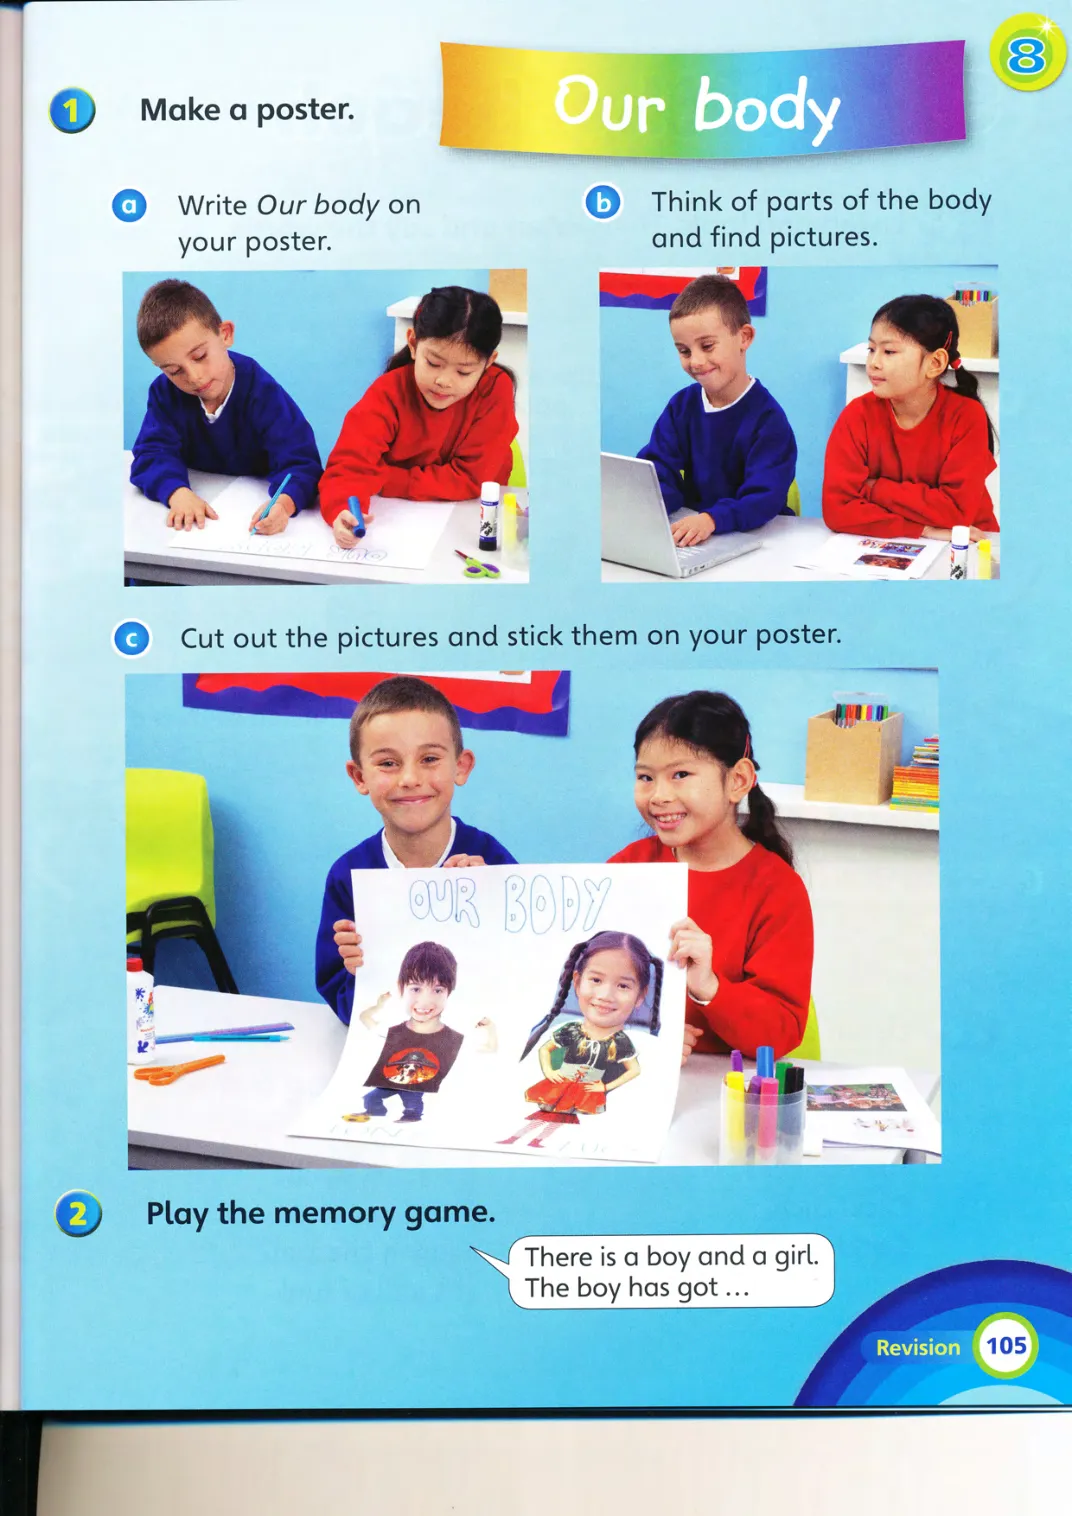 8
Our body
1 Make a poster.
a Write Our body on
your poster.
b Think of parts of the body
and find pictures.
c Cut out the pictures and stick them on your poster.
OUR BODY
2 Play the memory game.
There is a boy and a girl.
The boy has got ...
Revision 105